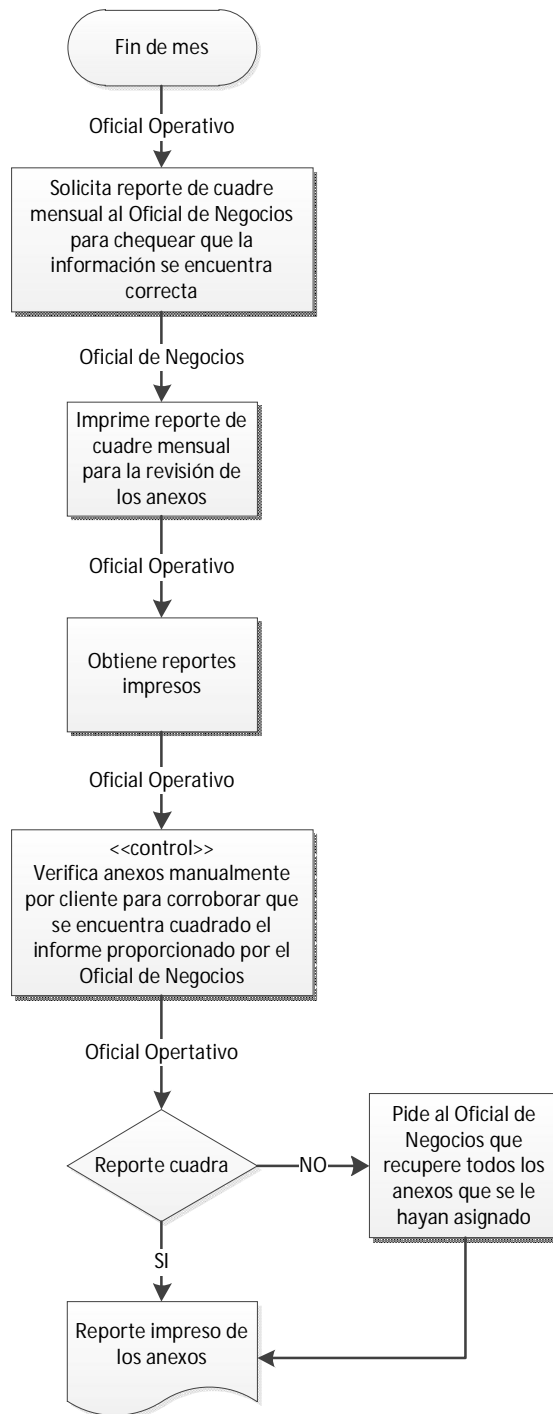 Fin de mes
Oficial Operativo
Solicita reporte de cuadre
mensual al Oficial de Negocios
para chequear que la
información se encuentra
correcta
Oficial de Negocios
Imprime reporte de
cuadre mensual
para la revisión de
los anexos
Oficial Operativo
Obtiene reportes
impresos
Oficial Operativo
<<control>>
Verifica anexos manualmente
por cliente para corroborar que
se encuentra cuadrado el
informe proporcionado por el
Oficial de Negocios
Oficial Opertativo
Reporte cuadra
NO
Pide al Oficial de
Negocios que
recupere todos los
anexos que se le
hayan asignado
SI
Reporte impreso de
los anexos